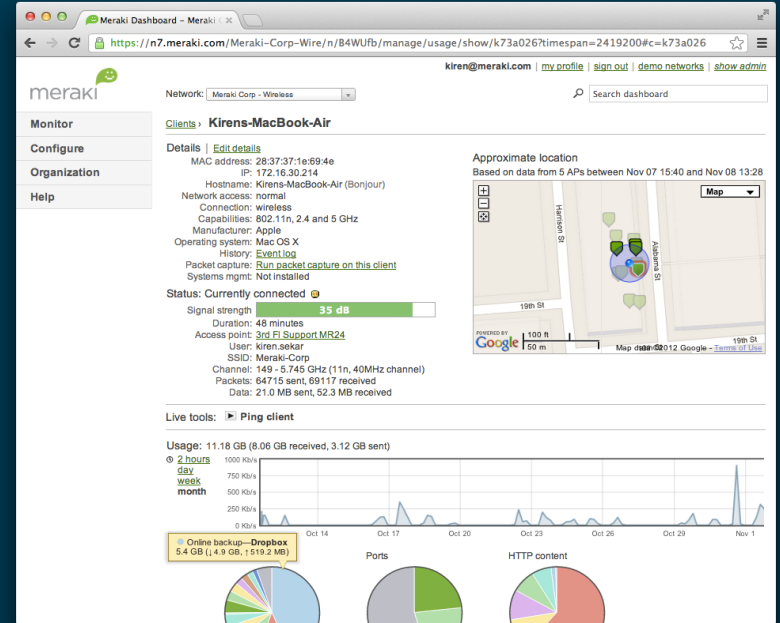 Meraki Dashboard – Meraki
https://n7.meraki.com/Meraki-Corp-Wire/n/B4WUfb/manage/usage/show/k73a026?timespan=2419200#c=k73a026
kiren@meraki.com | my profile | sign out | demo networks | show admin
meraki
Network: Meraki Corp - Wireless
Search dashboard
Monitor
Configure
Organization
Help
Clients › Kirens-MacBook-Air
Details | Edit details
MAC address: 28:37:37:1e:69:4e
IP: 172.16.30.214
Hostname: Kirens-MacBook-Air (Bonjour)
Network access: normal
Connection: wireless
Capabilities: 802.11n, 2.4 and 5 GHz
Manufacturer: Apple
Operating system: Mac OS X
History: Event log
Packet capture: Run packet capture on this client
Systems mgmt: Not installed
Approximate location
Based on data from 5 APs between Nov 07 15:40 and Nov 08 13:28
Map
Harrison St
Alabama St
19th St
19th St
POWERED BY
Google
100 ft
50 m
Map ©2012 Google - Terms of Use
Status: Currently connected
Signal strength 35 dB
Duration: 48 minutes
Access point: 3rd Fl Support MR24
User: kiren.sekar
SSID: Meraki-Corp
Channel: 149 - 5.745 GHz (11n, 40MHz channel)
Packets: 64715 sent, 69117 received
Data: 21.0 MB sent, 52.3 MB received
Live tools: Ping client
Usage: 11.18 GB (8.06 GB received, 3.12 GB sent)
2 hours
day
week
month
1000 Kb/s
750 Kb/s
500 Kb/s
250 Kb/s
0 Kb/s
Oct 14 Oct 17 Oct 20 Oct 23 Oct 26 Oct 29 Nov 1
Online backup—Dropbox
5.4 GB (↓4.9 GB, ↑519.2 MB)
Ports
HTTP content